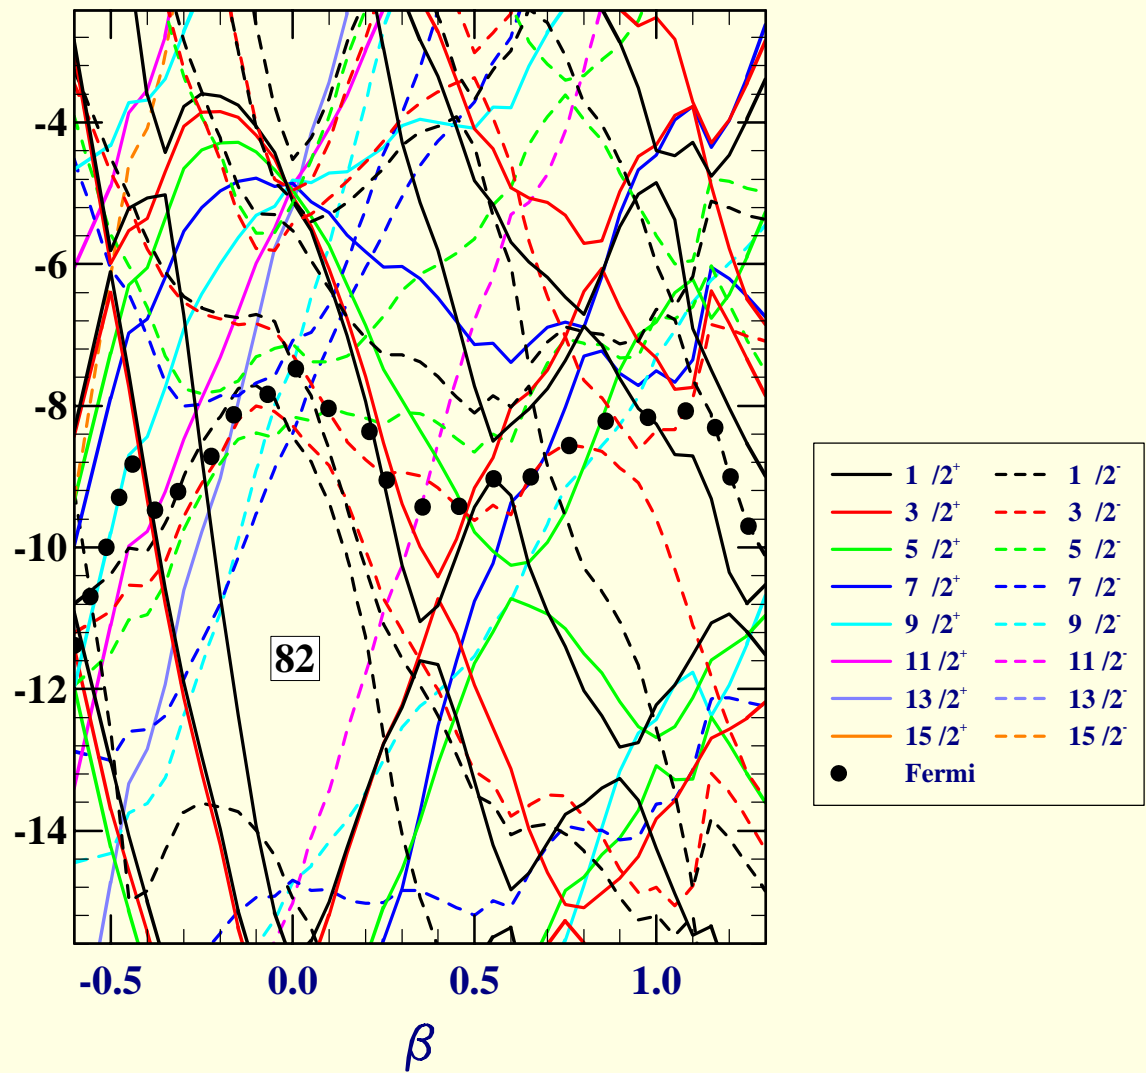 -4
-6
-8
-10
-12
-14
82
-0.5 0.0 0.5 1.0
β
1 /2⁺ 1 /2⁻
3 /2⁺ 3 /2⁻
5 /2⁺ 5 /2⁻
7 /2⁺ 7 /2⁻
9 /2⁺ 9 /2⁻
11 /2⁺ 11 /2⁻
13 /2⁺ 13 /2⁻
15 /2⁺ 15 /2⁻
Fermi